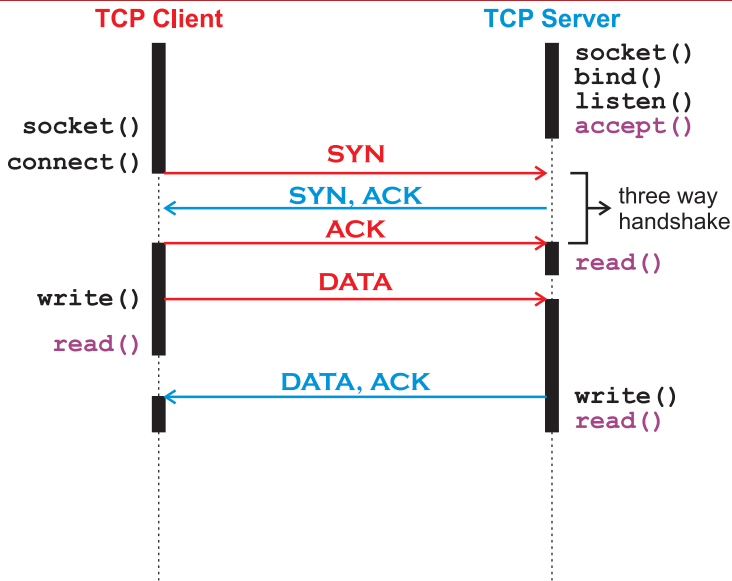 TCP Client
TCP Server
socket()
bind()
listen()
socket()
accept()
connect()
SYN
SYN, ACK
three way
handshake
ACK
read()
DATA
write()
read()
DATA, ACK
write()
read()